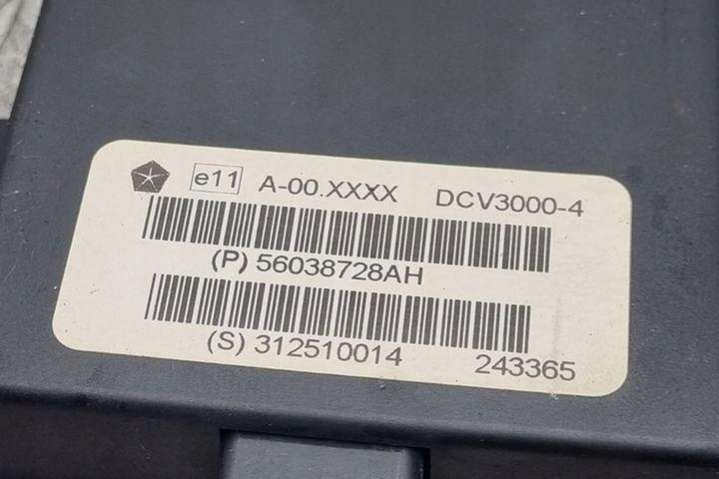 e11 A-00.XXXX DCV3000-4
(P) 56038728AH
(S) 312510014 243365